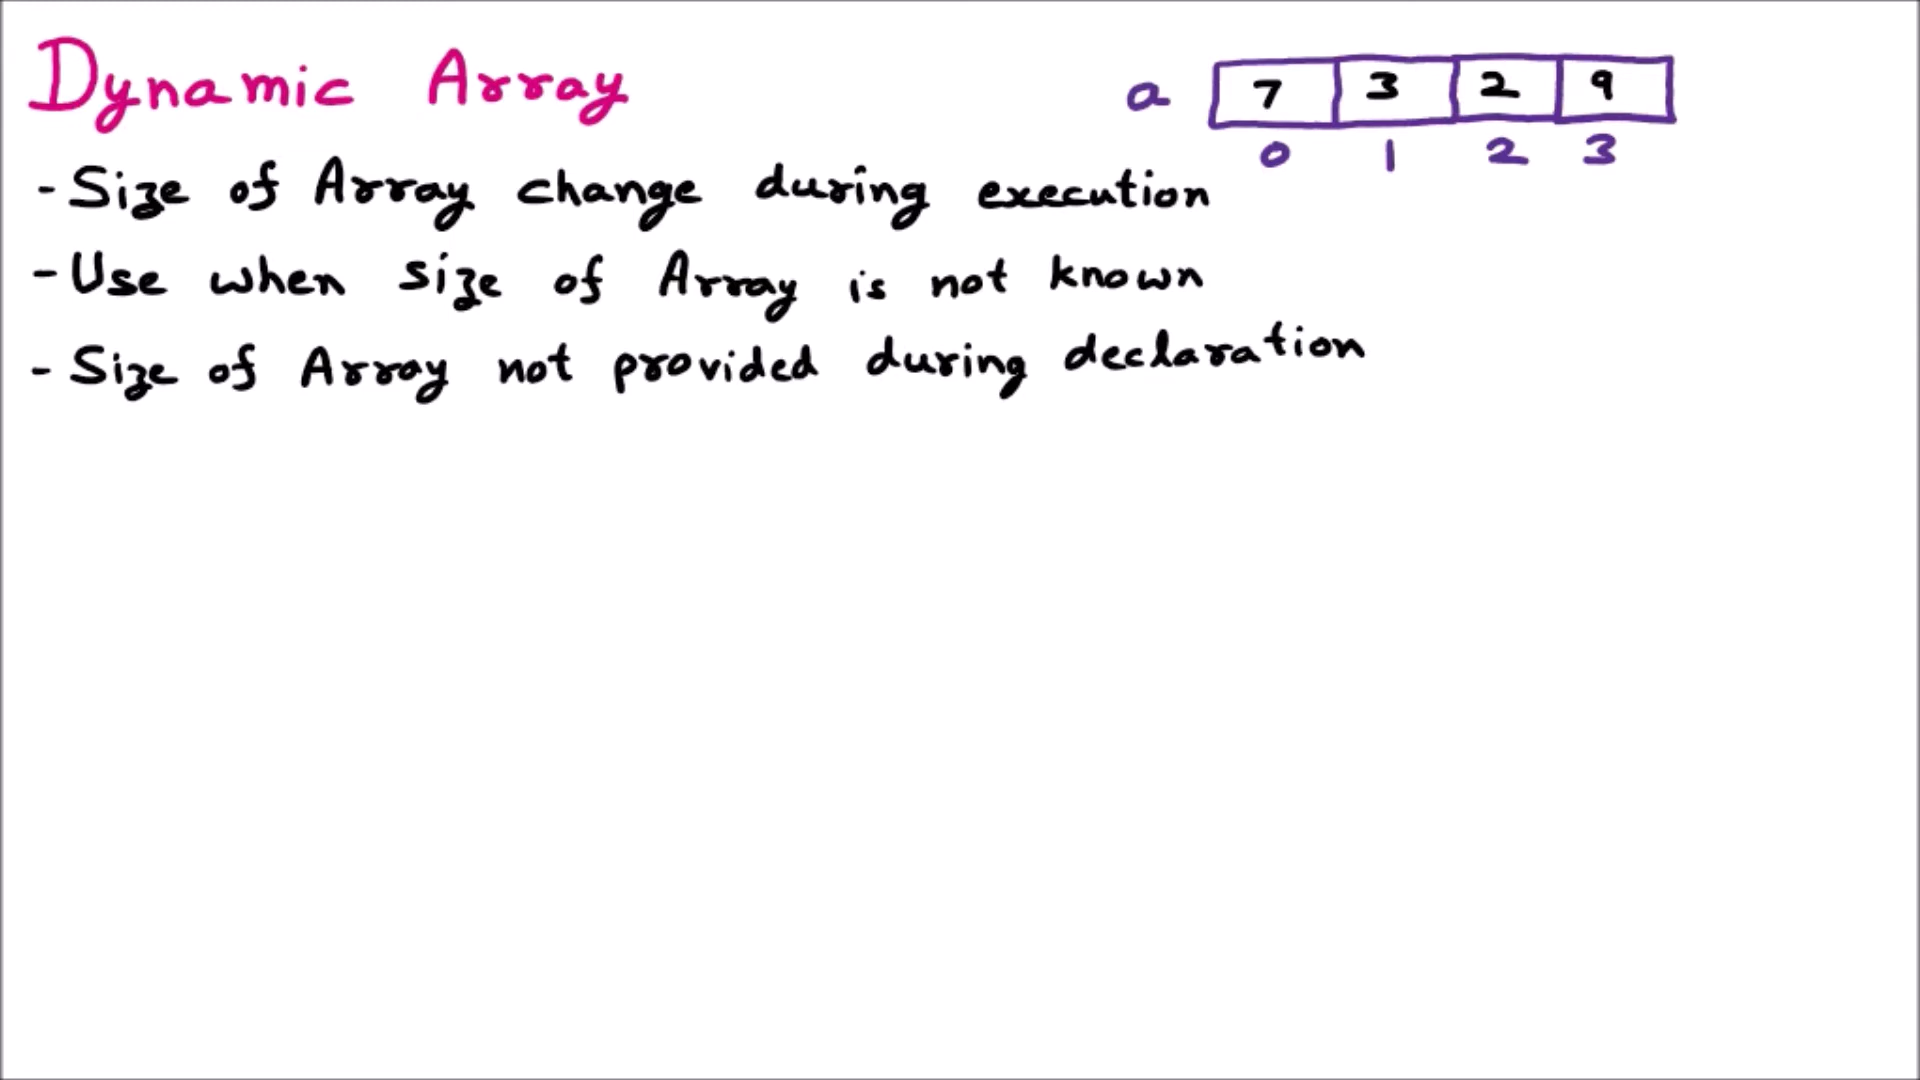 Dynamic Array
a 7 3 2 9
0 1 2 3
- Size of Array change during execution
- Use when size of Array is not known
- Size of Array not provided during declaration